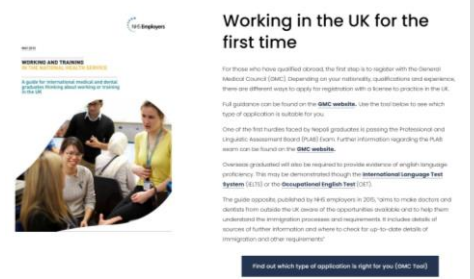 NHS Employers
MAY 2015
WORKING AND TRAINING
IN THE NATIONAL HEALTH SERVICE
A guide for international medical and dental
graduates thinking about working or training
in the UK
Working in the UK for the
first time
For those who have qualified abroad, the first step is to register with the General
Medical Council (GMC). Depending on your nationality, qualifications and experience,
there are different ways to apply for registration with a license to practice in the UK.
Full guidance can be found on the GMC website. Use the tool below to see which
type of application is suitable for you.
One of the first hurdles faced by Nepali graduates is passing the Professional and
Linguistic Assessment Board (PLAB) Exam. Further information regarding the PLAB
exam can be found on the GMC website.
Overseas graduated will also be required to provide evidence of english language
proficiency. This may be demonstrated though the International Language Test
System (IELTS) or the Occupational English Test (OET).
The guide opposite, published by NHS employers in 2015, "aims to make doctors and
dentists from outside the UK aware of the opportunities available and to help them
understand the immigration processes and requirements. It includes details of
sources of further information and where to check for up-to-date details of
immigration and other requirements"
Find out which type of application is right for you (GMC Tool)